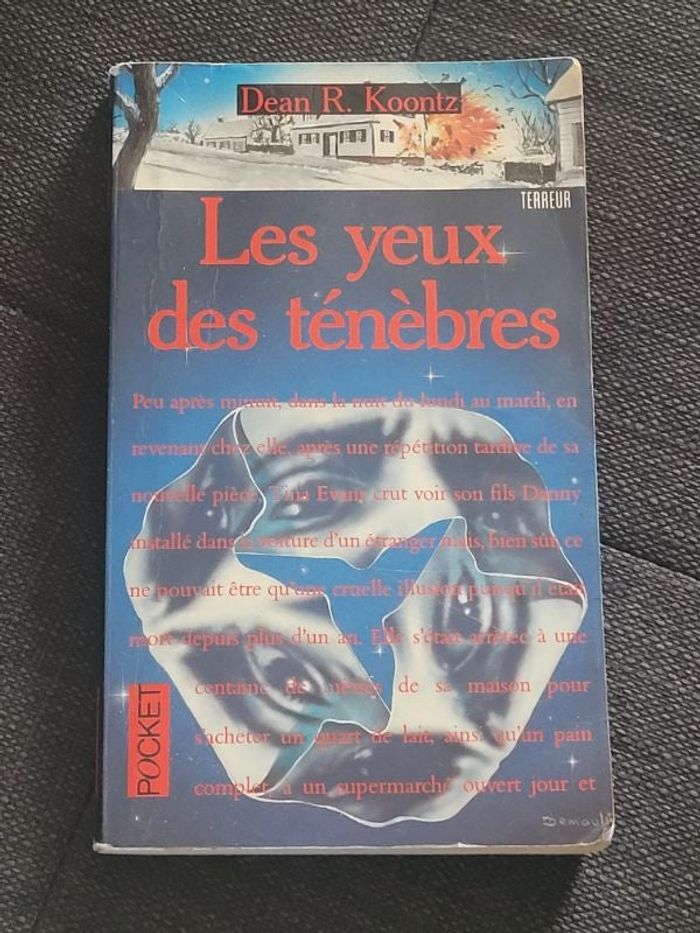 Dean R. Koontz
TERREUR
Les yeux
des ténèbres
Peu après minuit, dans la nuit du lundi au mardi, en
revenant chez elle, après une répétition tardive de sa
nouvelle pièce, Tina Evans crut voir son fils Danny
installé dans la voiture d'un étranger mais, bien sûr, ce
ne pouvait être qu'une cruelle illusion puisqu'il était
mort depuis plus d'un an. Elle s'était arrêtée à une
centaine de mètres de sa maison pour
s'acheter un quart de lait, ainsi qu'un pain
complet, à un supermarché ouvert jour et
POCKET
Demault